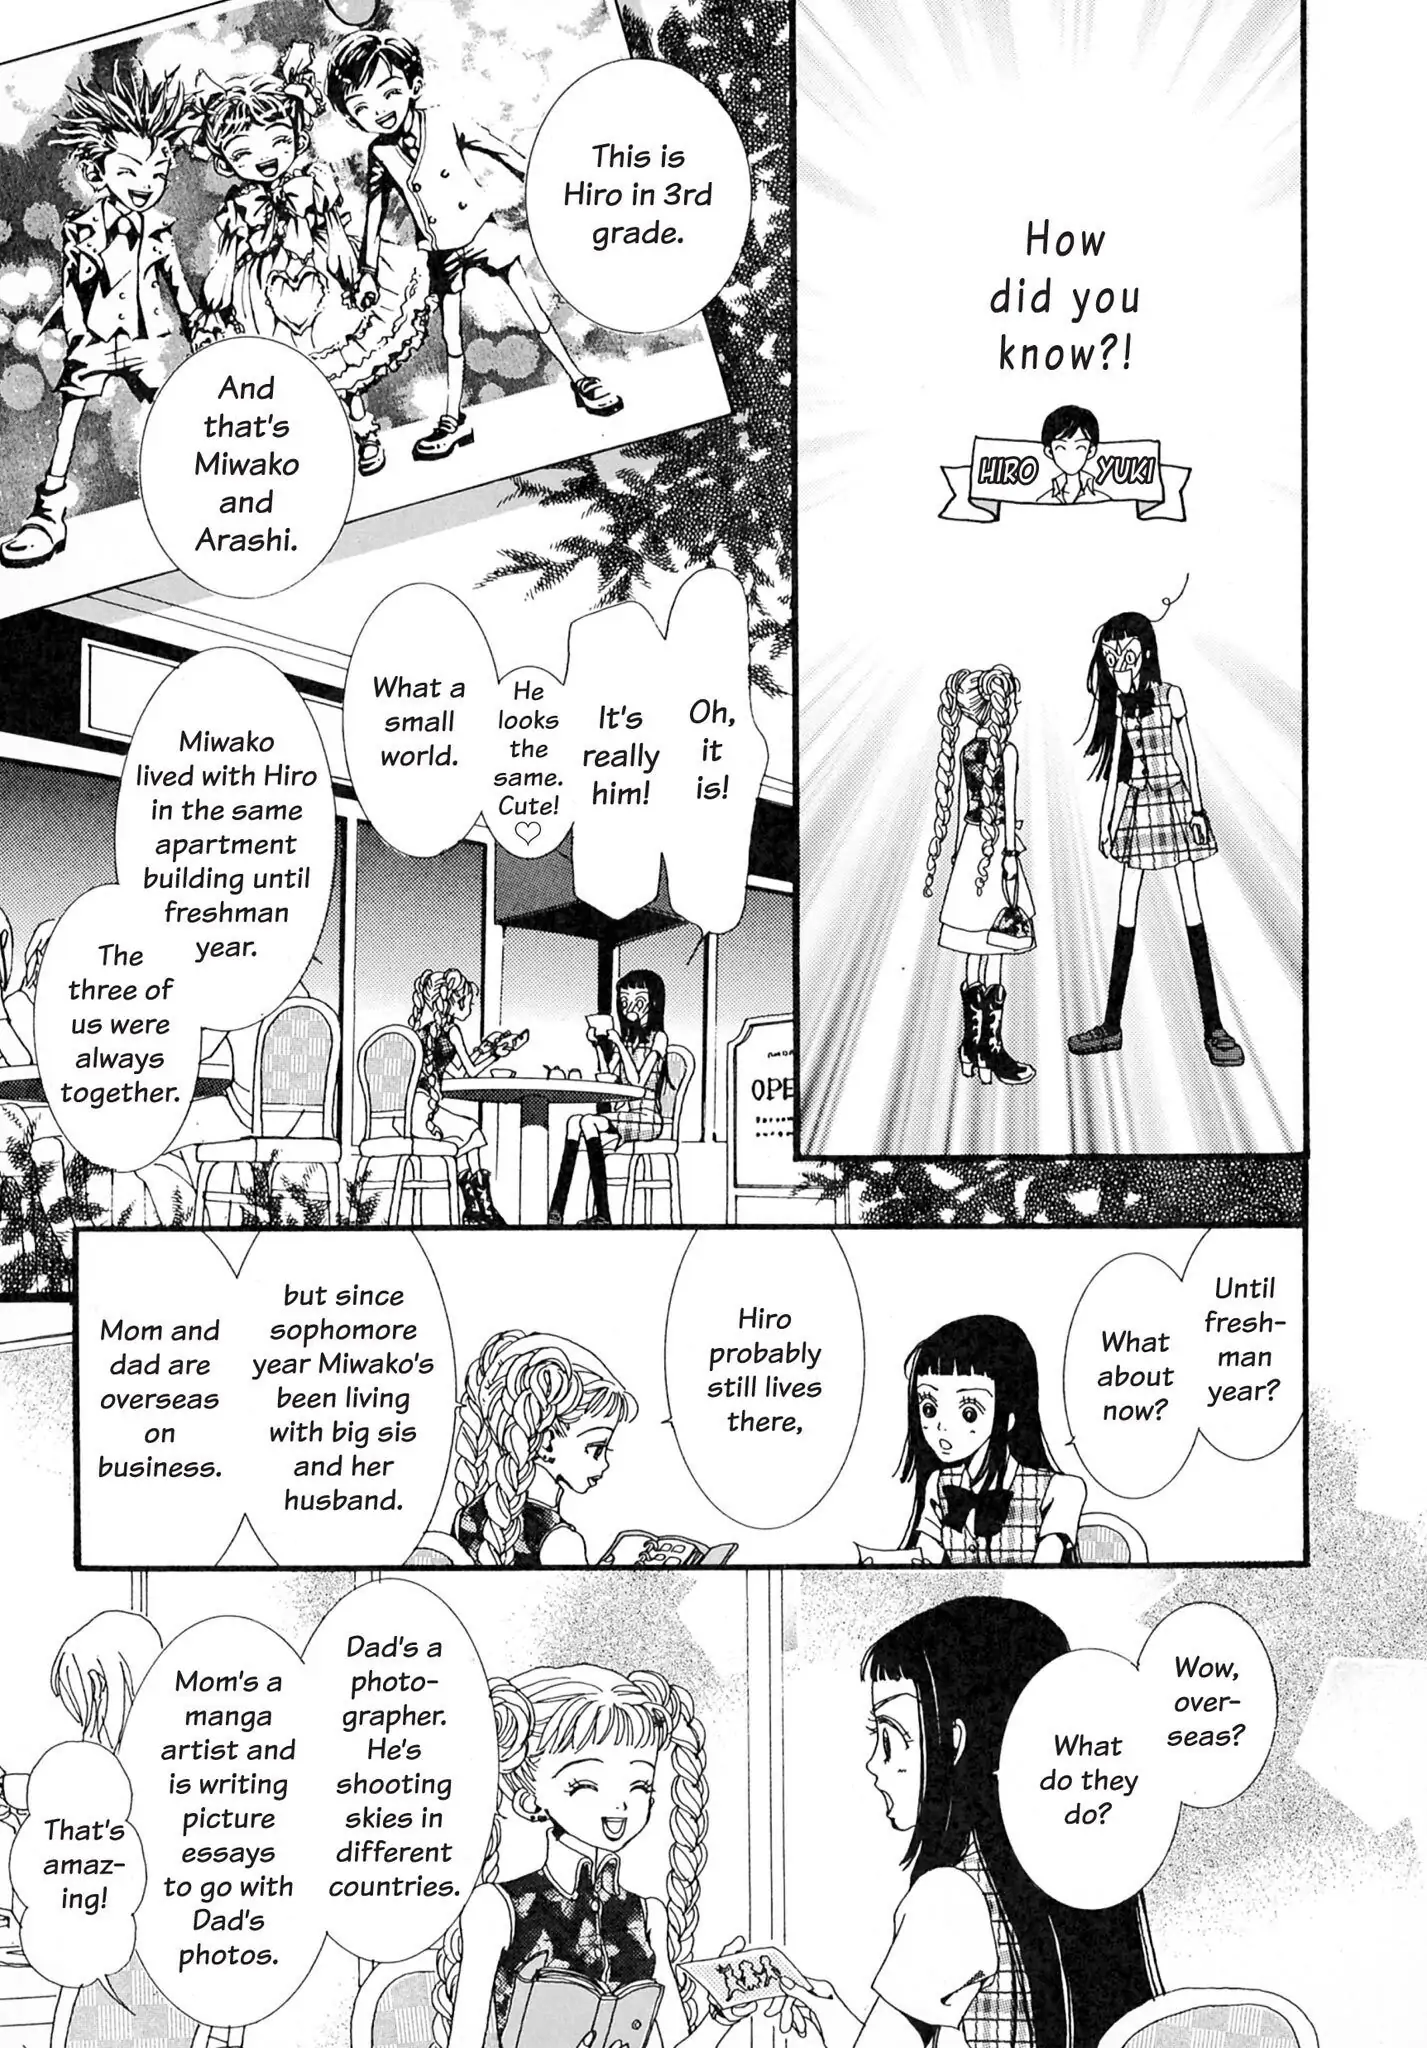 How
did you
know?!
HIRO YUKI
This is
Hiro in 3rd
grade.
And
that's
Miwako
and
Arashi.
Oh,
it
is!
It's
really
him!
He
looks
the
same.
Cute!
♡
What a
small
world.
Miwako
lived with Hiro
in the same
apartment
building until
freshman
year.
The
three of
us were
always
together.
OPE
Until
fresh-
man
year?
What
about
now?
Hiro
probably
still lives
there,
but since
sophomore
year Miwako's
been living
with big sis
and her
husband.
Mom and
dad are
overseas
on
business.
Wow,
over-
seas?
What
do they
do?
Dad's a
photo-
grapher.
He's
shooting
skies in
different
countries.
Mom's a
manga
artist and
is writing
picture
essays
to go with
Dad's
photos.
That's
amaz-
ing!